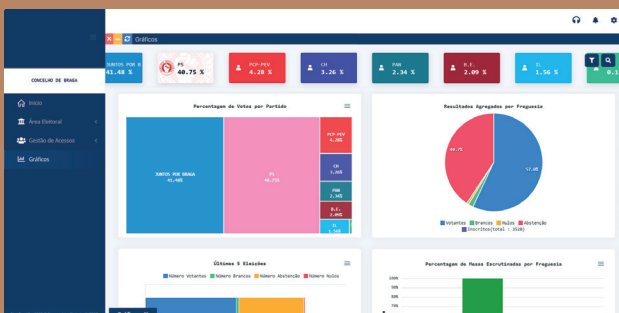 Gráficos
JUNTOS POR B
41.48 %
PS
40.75 %
PCP-PEV
4.28 %
CH
3.26 %
PAN
2.34 %
B.E.
2.09 %
IL
1.56 %
CONCELHO DE BRAGA
Início
Área Eleitoral
Gestão de Acessos
Gráficos
Percentagem de Votos por Partido
JUNTOS POR BRAGA
41.48%
PS
40.75%
PCP-PEV
4.28%
CH
3.26%
PAN
2.34%
B.E.
2.09%
IL
1.56%
Resultados Agregados por Freguesia
57.0%
Votantes Brancos Nulos Abstenção
Inscritos(total : 3520)
Últimas 5 Eleições
Número Votantes Número Brancos Número Abstenção Número Nulos
Percentagem de Mesas Escrutinadas por Freguesia
100%
90%
80%
70%